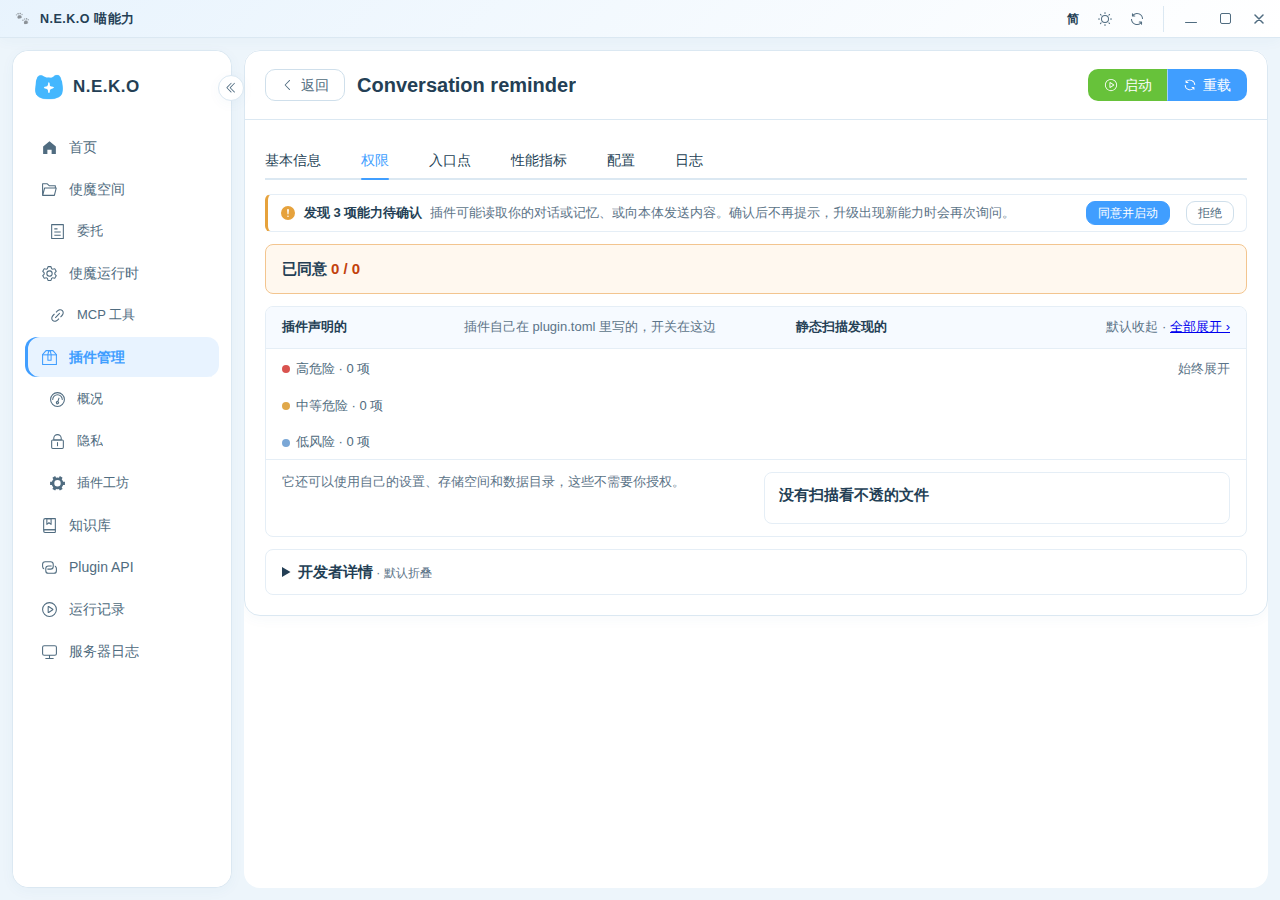 N.E.K.O 喵能力
简
N.E.K.O
首页
使魔空间
委托
使魔运行时
MCP 工具
插件管理
概况
隐私
插件工坊
知识库
Plugin API
运行记录
服务器日志
返回
Conversation reminder
启动
重载
基本信息 权限 入口点 性能指标 配置 日志
发现 3 项能力待确认 插件可能读取你的对话或记忆、或向本体发送内容。确认后不再提示，升级出现新能力时会再次询问。 同意并启动 拒绝
已同意 0 / 0
插件声明的 插件自己在 plugin.toml 里写的，开关在这边 静态扫描发现的 默认收起 · 全部展开 ›
高危险 · 0 项 始终展开
中等危险 · 0 项
低风险 · 0 项
它还可以使用自己的设置、存储空间和数据目录，这些不需要你授权。
没有扫描看不透的文件
开发者详情 · 默认折叠